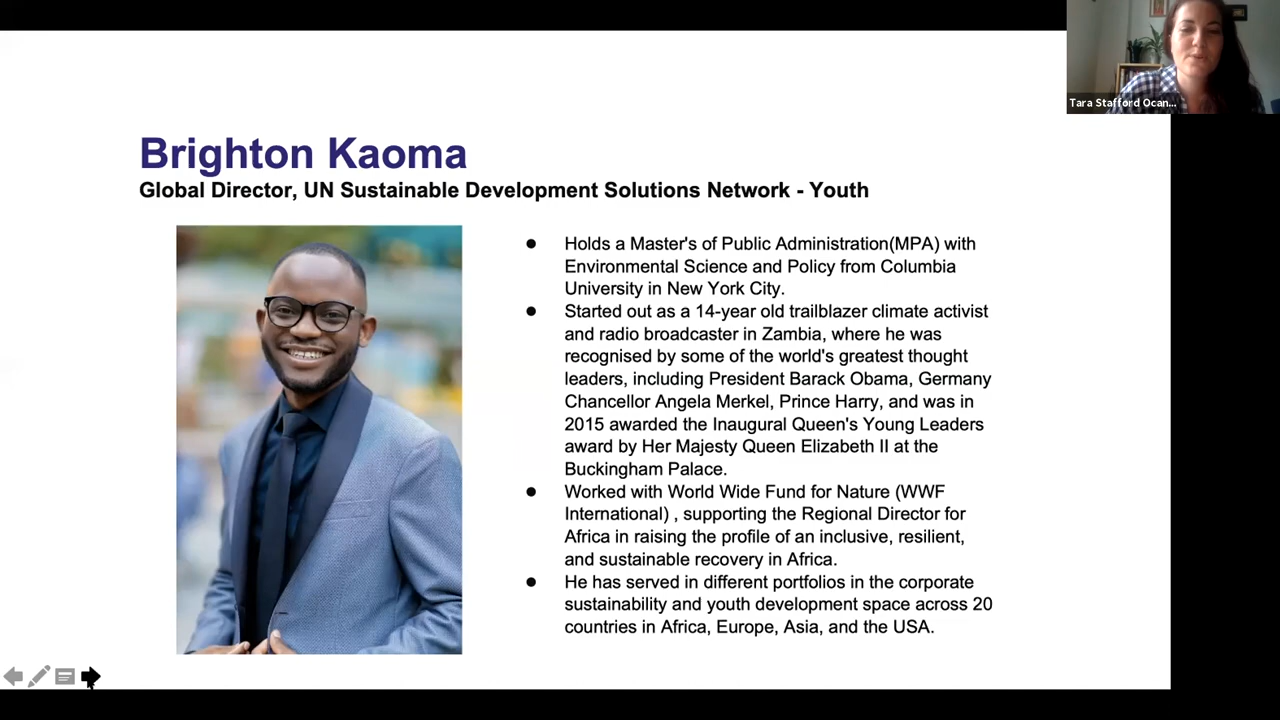 Tara Stafford Ocan...
Brighton Kaoma
Global Director, UN Sustainable Development Solutions Network - Youth
● Holds a Master's of Public Administration(MPA) with
Environmental Science and Policy from Columbia
University in New York City.
● Started out as a 14-year old trailblazer climate activist
and radio broadcaster in Zambia, where he was
recognised by some of the world's greatest thought
leaders, including President Barack Obama, Germany
Chancellor Angela Merkel, Prince Harry, and was in
2015 awarded the Inaugural Queen's Young Leaders
award by Her Majesty Queen Elizabeth II at the
Buckingham Palace.
● Worked with World Wide Fund for Nature (WWF
International) , supporting the Regional Director for
Africa in raising the profile of an inclusive, resilient,
and sustainable recovery in Africa.
● He has served in different portfolios in the corporate
sustainability and youth development space across 20
countries in Africa, Europe, Asia, and the USA.